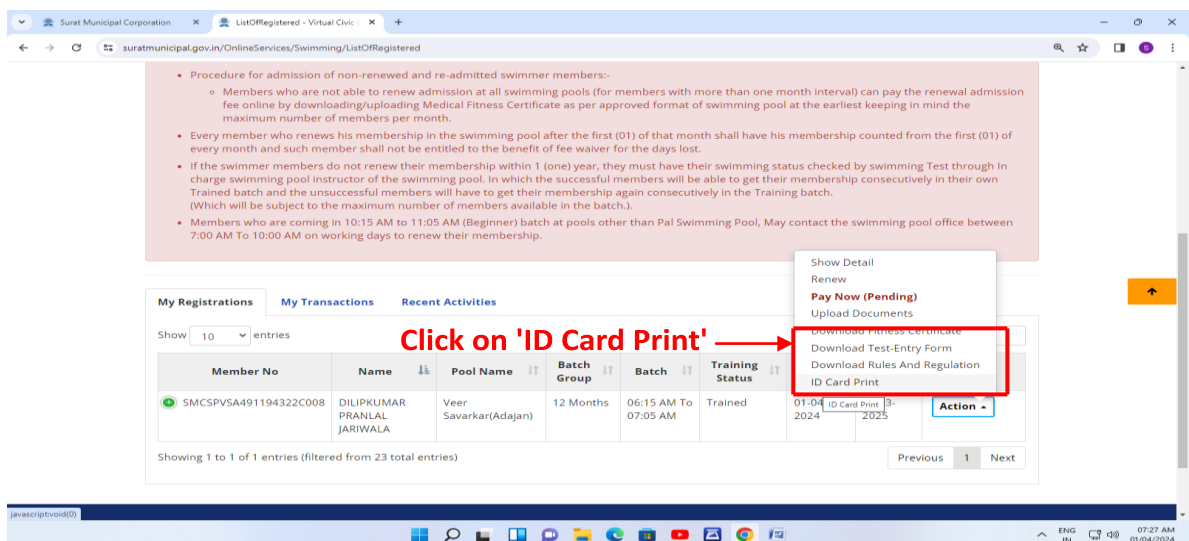 Surat Municipal Corporation
ListOfRegistered - Virtual Civic
suratmunicipal.gov.in/OnlineServices/Swimming/ListOfRegistered
S
• Procedure for admission of non-renewed and re-admitted swimmer members:-
Members who are not able to renew admission at all swimming pools (for members with more than one month interval) can pay the renewal admission
fee online by downloading/uploading Medical Fitness Certificate as per approved format of swimming pool at the earliest keeping in mind the
maximum number of members per month.
• Every member who renews his membership in the swimming pool after the first (01) of that month shall have his membership counted from the first (01) of
every month and such member shall not be entitled to the benefit of fee waiver for the days lost.
• If the swimmer members do not renew their membership within 1 (one) year, they must have their swimming status checked by swimming Test through In
charge swimming pool instructor of the swimming pool. In which the successful members will be able to get their membership consecutively in their own
Trained batch and the unsuccessful members will have to get their membership again consecutively in the Training batch.
(Which will be subject to the maximum number of members available in the batch.).
• Members who are coming in 10:15 AM to 11:05 AM (Beginner) batch at pools other than Pal Swimming Pool, May contact the swimming pool office between
7:00 AM To 10:00 AM on working days to renew their membership.
Show Detail
Renew
Pay Now (Pending)
Upload Documents
Download Fitness Certificate
Download Test-Entry Form
Download Rules And Regulation
ID Card Print
My Registrations My Transactions Recent Activities
Show 10 entries
Click on 'ID Card Print'
Member No Name Pool Name Batch Group Batch Training Status
SMCSPVSA491194322C008 DILIPKUMAR Veer 12 Months 06:15 AM To Trained 01-04 ID Card Print 3- Action
PRANLAL Savarkar(Adajan) 07:05 AM 2024 2025
JARIWALA
Showing 1 to 1 of 1 entries (filtered from 23 total entries) Previous 1 Next
javascript:void(0)
ENG 07:27 AM
IN 01/04/2024